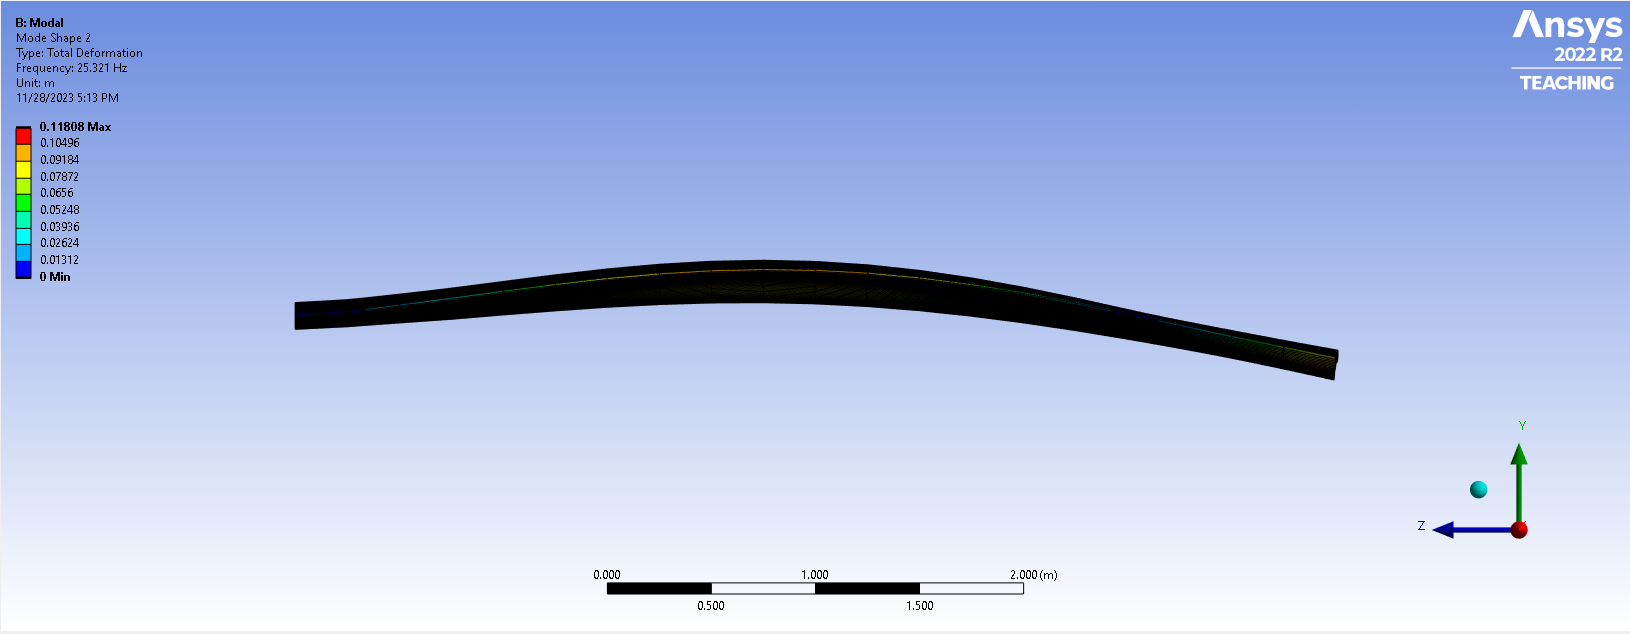 B: Modal
Mode Shape 2
Type: Total Deformation
Frequency: 25.321 Hz
Unit: m
11/28/2023 5:13 PM
0.11808 Max
0.10496
0.09184
0.07872
0.0656
0.05248
0.03936
0.02624
0.01312
0 Min
Ansys
2022 R2
TEACHING
Y
Z
0.000 1.000 2.000 (m)
0.500 1.500